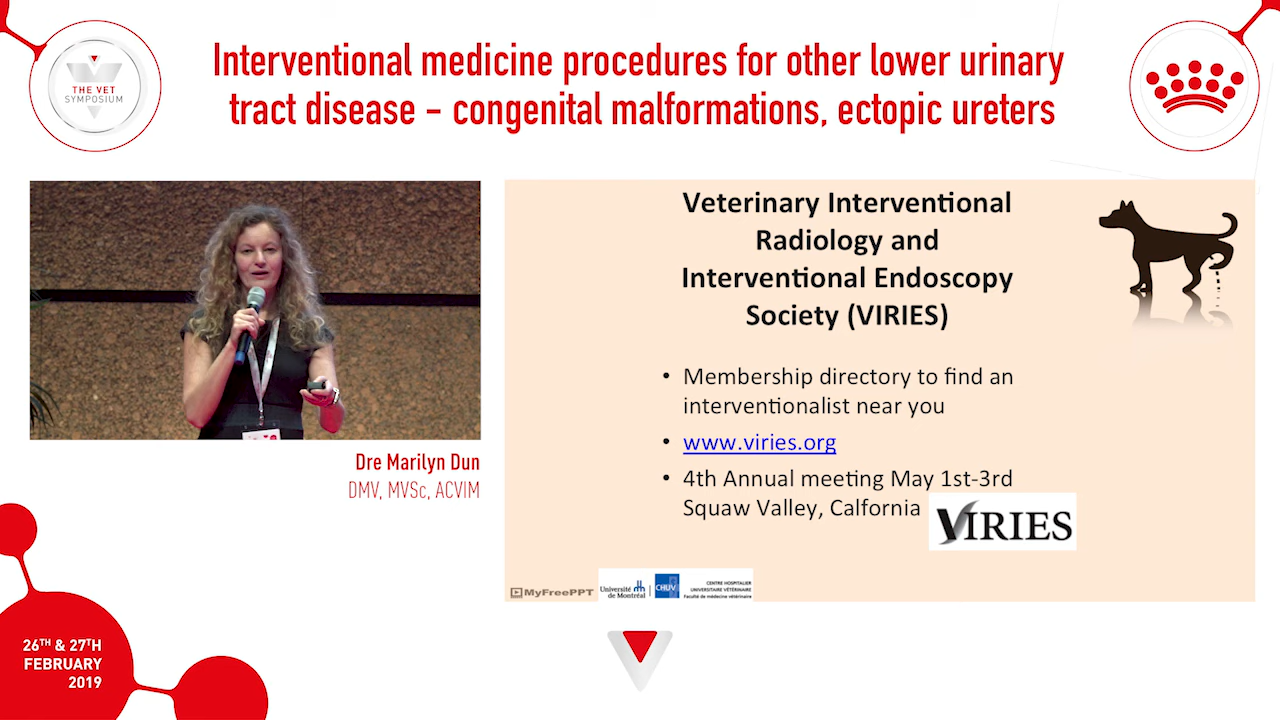 Interventional medicine procedures for other lower urinary
tract disease – congenital malformations, ectopic ureters
THE VET
SYMPOSIUM
Veterinary Interventional
Radiology and
Interventional Endoscopy
Society (VIRIES)
• Membership directory to find an
interventionalist near you
• www.viries.org
• 4th Annual meeting May 1st-3rd
Squaw Valley, Calfornia
VIRIES
MyFreePPT
Université
de Montréal
CHUV
CENTRE HOSPITALIER
UNIVERSITAIRE VÉTÉRINAIRE
Faculté de médecine vétérinaire
Dre Marilyn Dun
DMV, MVSc, ACVIM
26TH & 27TH
FEBRUARY
2019